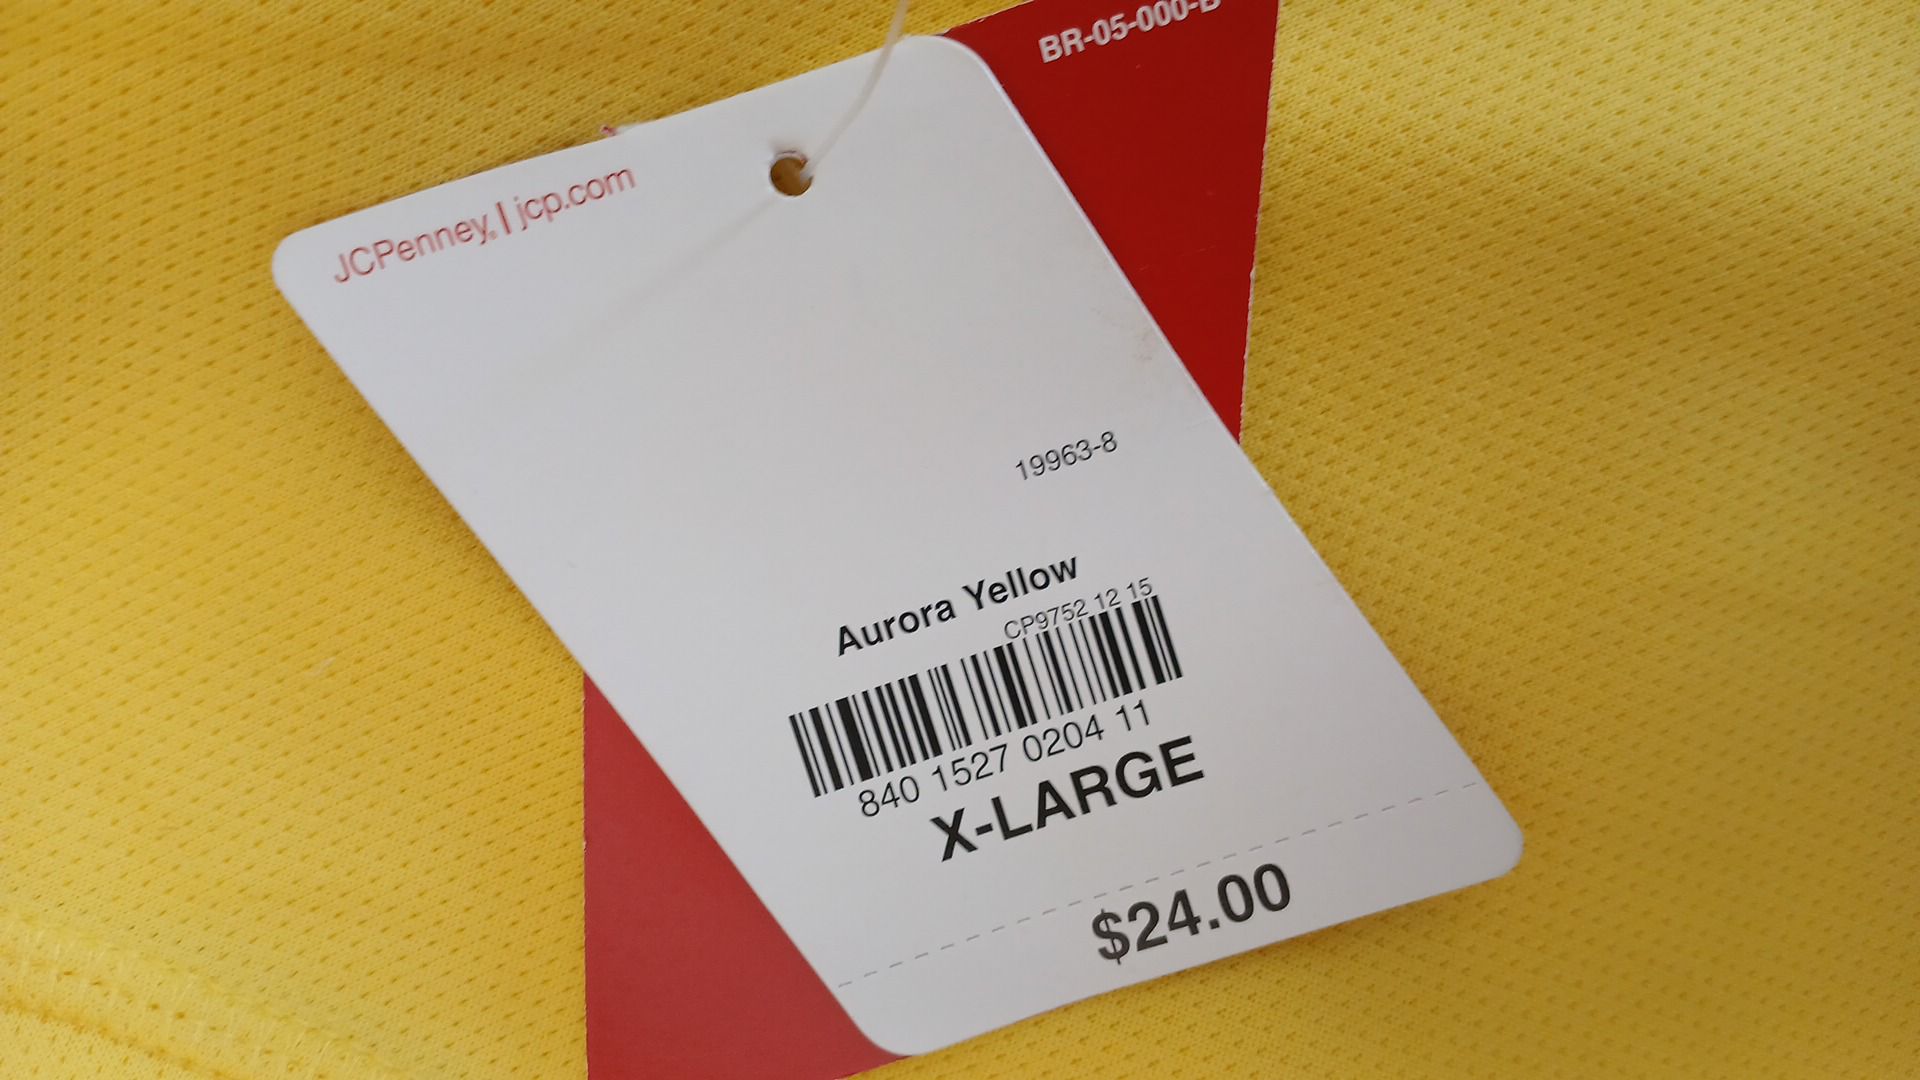 BR-05-000-B
JCPenney. | jcp.com
19963-8
Aurora Yellow
CP9752 12 15
840 1527 0204 11
X-LARGE
$24.00